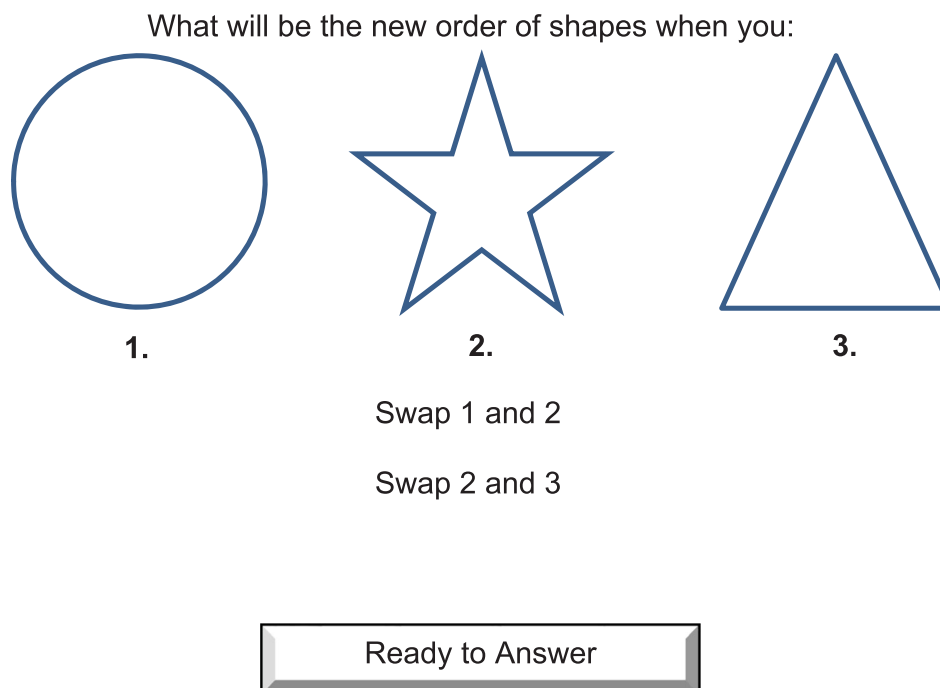 What will be the new order of shapes when you:
1. 2. 3.
Swap 1 and 2
Swap 2 and 3
Ready to Answer